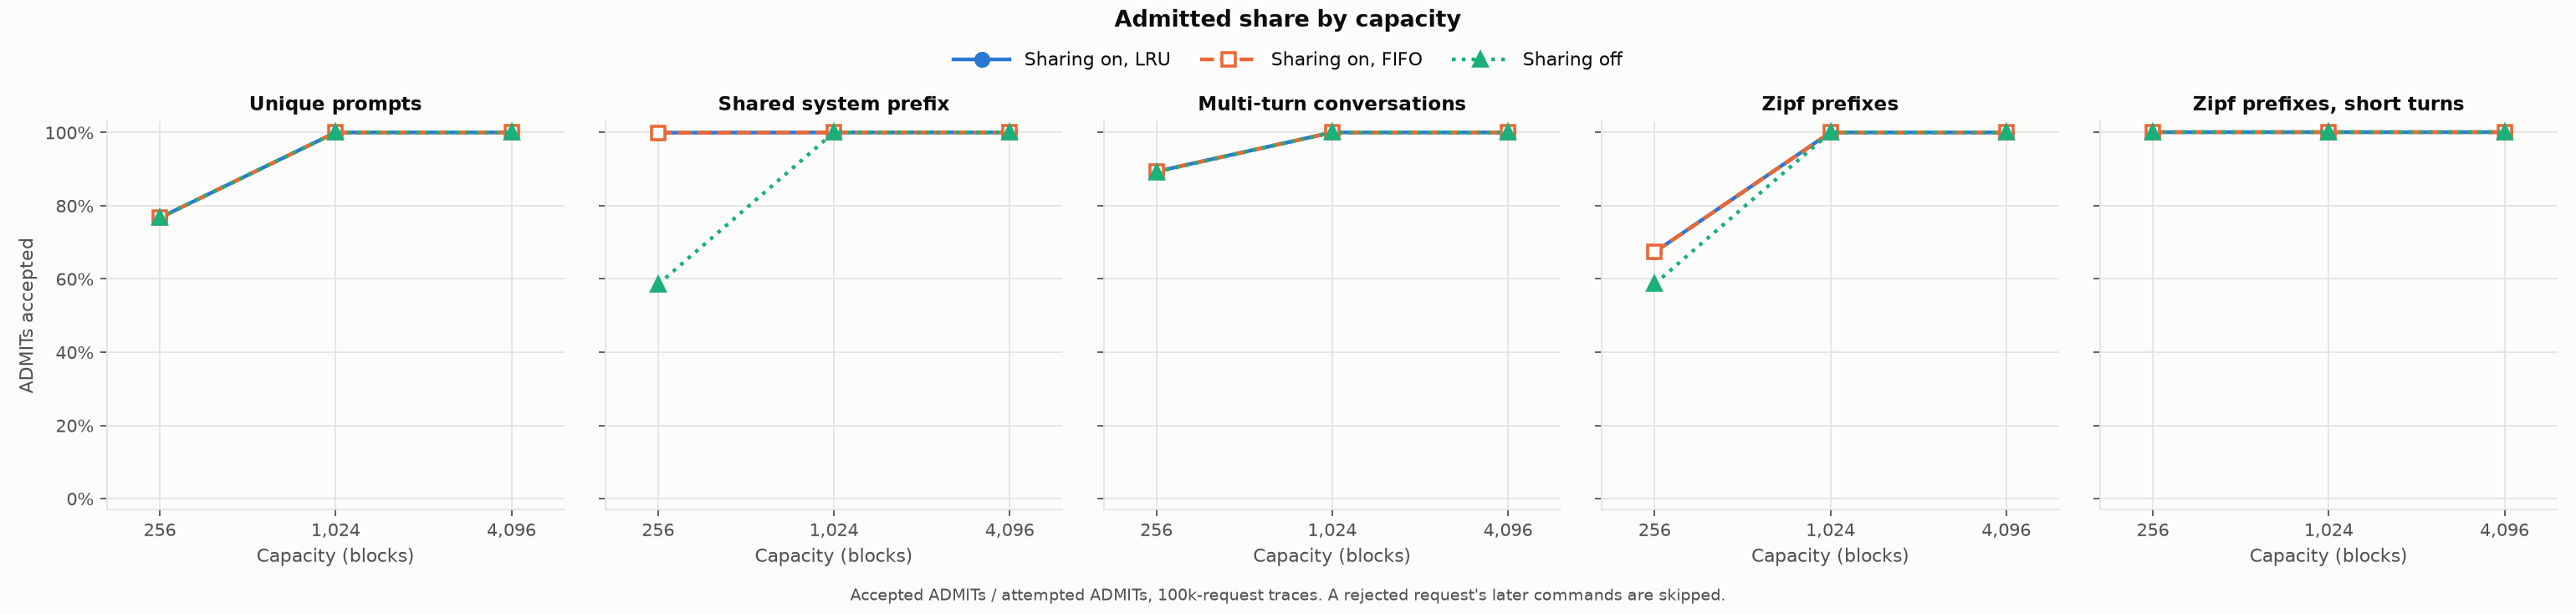 Admitted share by capacity
Sharing on, LRU Sharing on, FIFO Sharing off
Unique prompts Shared system prefix Multi-turn conversations Zipf prefixes Zipf prefixes, short turns
ADMITs accepted
100%
80%
60%
40%
20%
0%
256 1,024 4,096 256 1,024 4,096 256 1,024 4,096 256 1,024 4,096 256 1,024 4,096
Capacity (blocks) Capacity (blocks) Capacity (blocks) Capacity (blocks) Capacity (blocks)
Accepted ADMITs / attempted ADMITs, 100k-request traces. A rejected request's later commands are skipped.